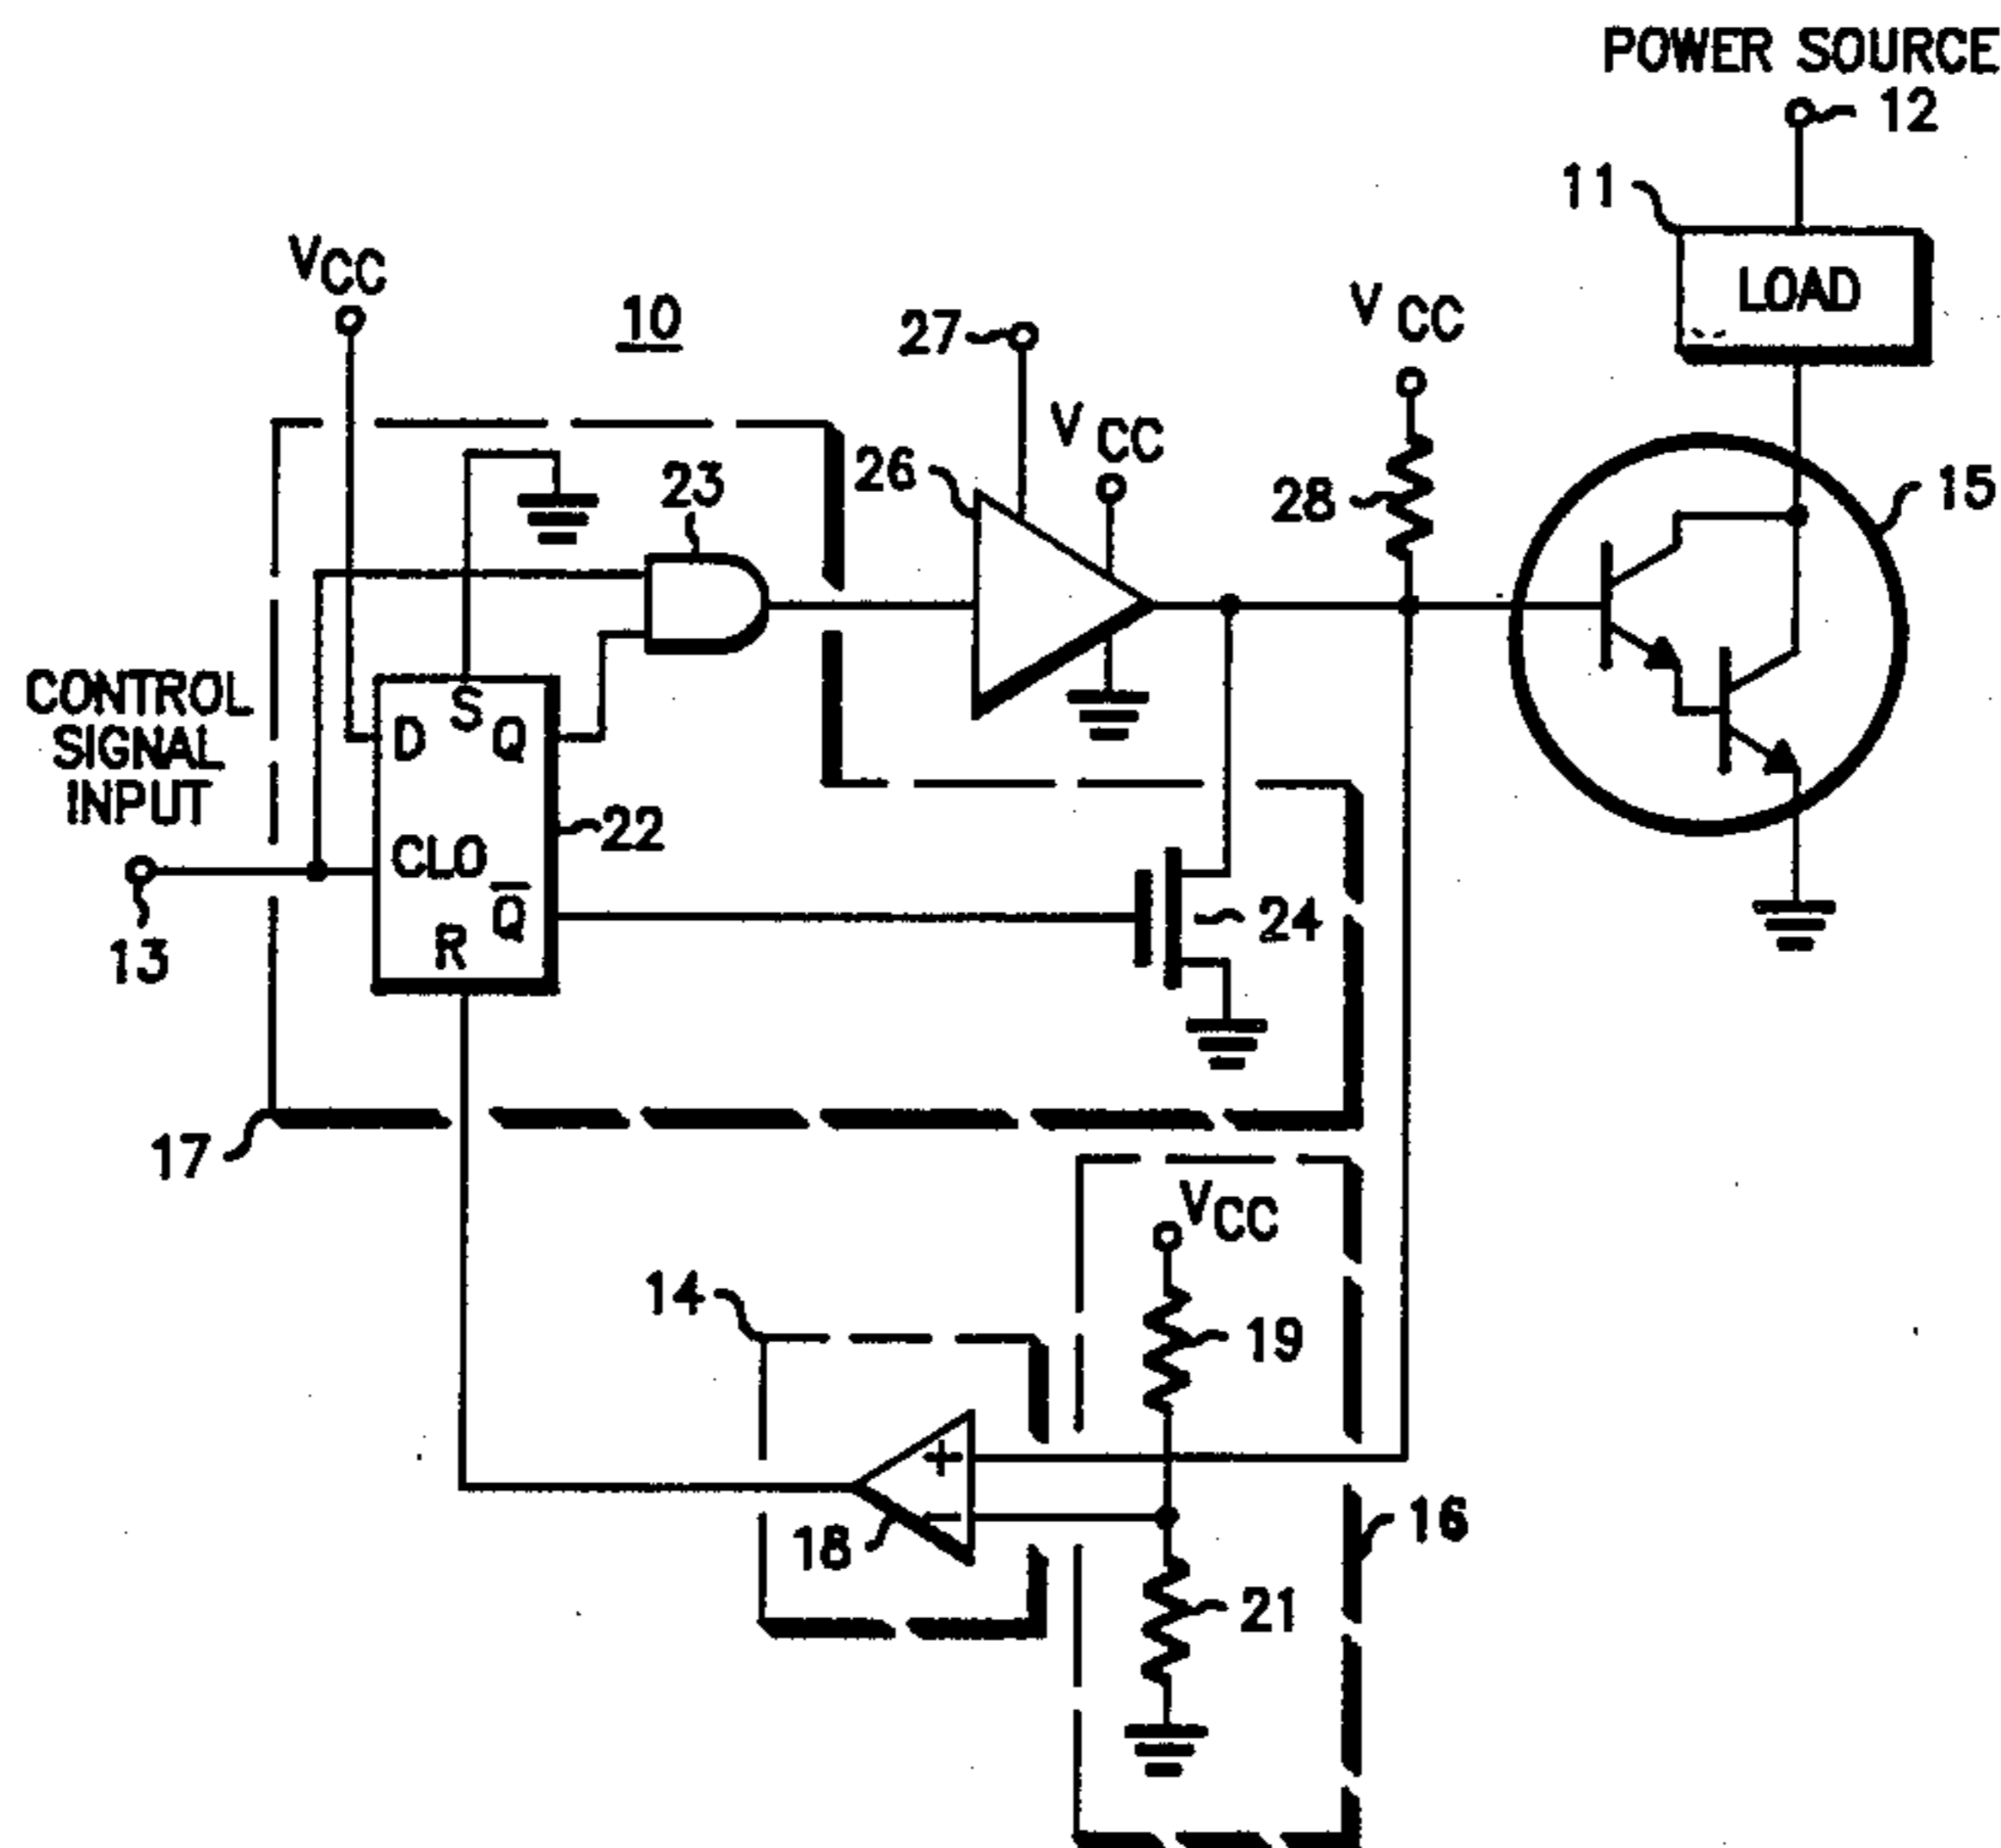 POWER SOURCE
12
11
LOAD
VCC
10
27
VCC
VCC
26
23
28
15
CONTROL
SIGNAL
INPUT
D
S
Q
22
CLO
Q̅
R
13
24
17
VCC
14
19
+
−
18
16
21